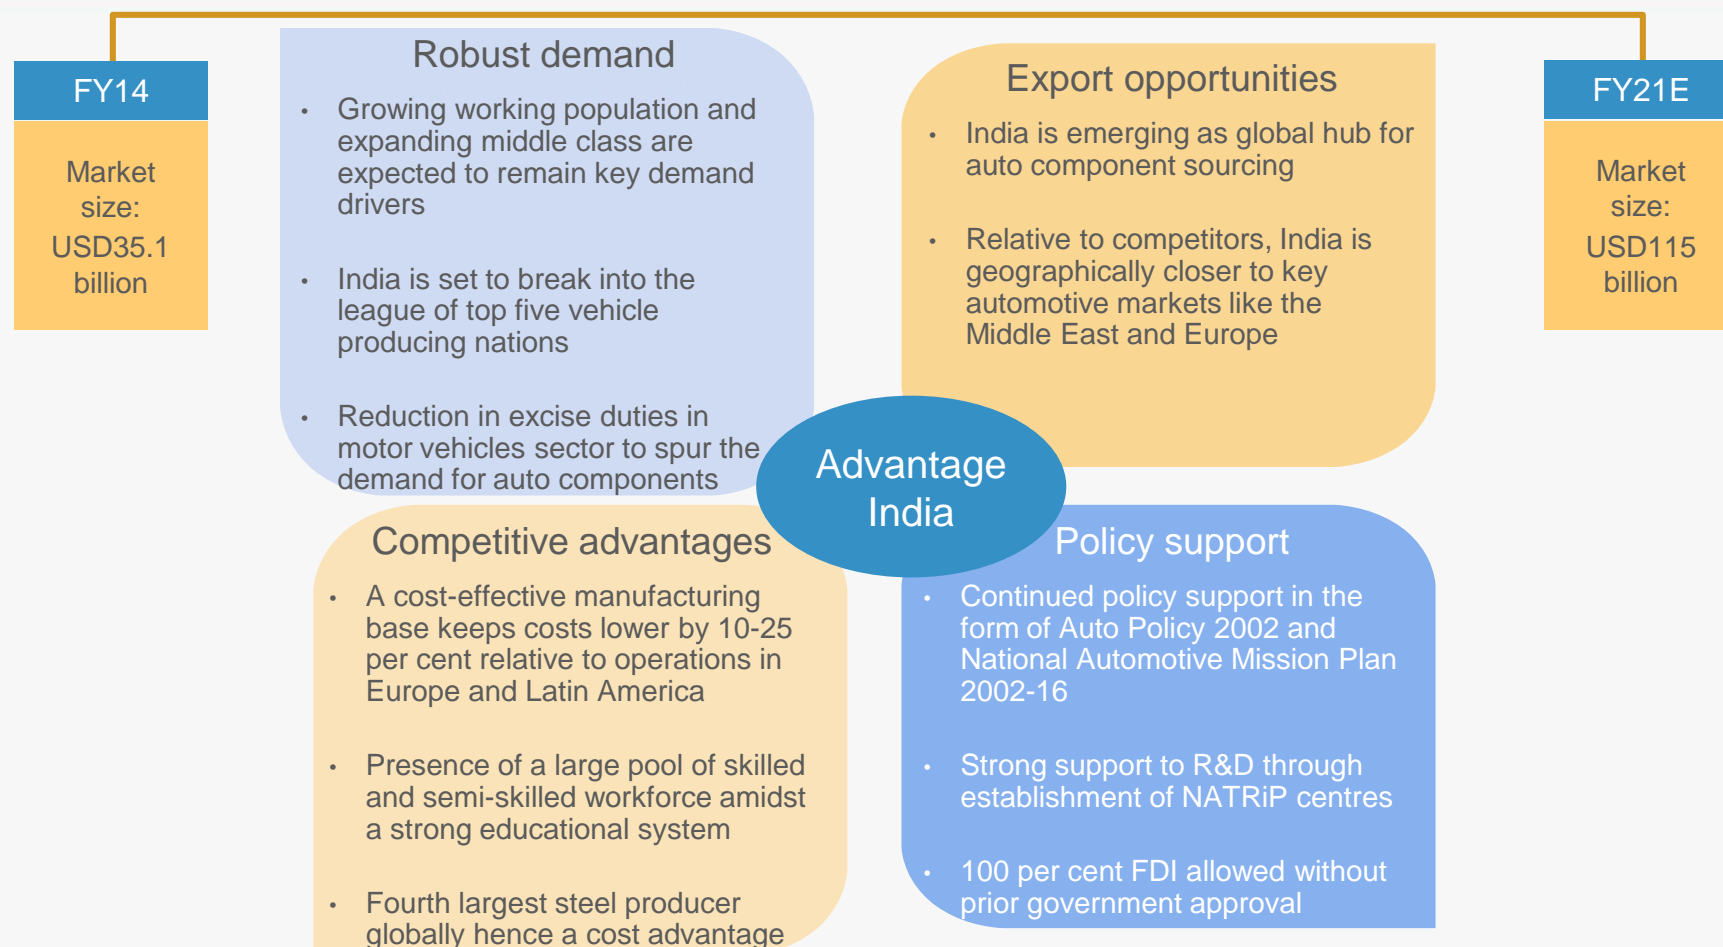 FY14
Market
size:
USD35.1
billion
Robust demand
• Growing working population and
expanding middle class are
expected to remain key demand
drivers
• India is set to break into the
league of top five vehicle
producing nations
• Reduction in excise duties in
motor vehicles sector to spur the
demand for auto components
Export opportunities
• India is emerging as global hub for
auto component sourcing
• Relative to competitors, India is
geographically closer to key
automotive markets like the
Middle East and Europe
FY21E
Market
size:
USD115
billion
Advantage
India
Competitive advantages
• A cost-effective manufacturing
base keeps costs lower by 10-25
per cent relative to operations in
Europe and Latin America
• Presence of a large pool of skilled
and semi-skilled workforce amidst
a strong educational system
• Fourth largest steel producer
globally hence a cost advantage
Policy support
• Continued policy support in the
form of Auto Policy 2002 and
National Automotive Mission Plan
2002-16
• Strong support to R&D through
establishment of NATRiP centres
• 100 per cent FDI allowed without
prior government approval